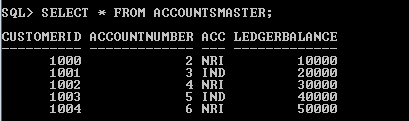 SQL> SELECT * FROM ACCOUNTSMASTER;
CUSTOMERID ACCOUNTNUMBER ACC LEDGERBALANCE
---------- ------------- --- -------------
1000 2 NRI 10000
1001 3 IND 20000
1002 4 NRI 30000
1003 5 IND 40000
1004 6 NRI 50000